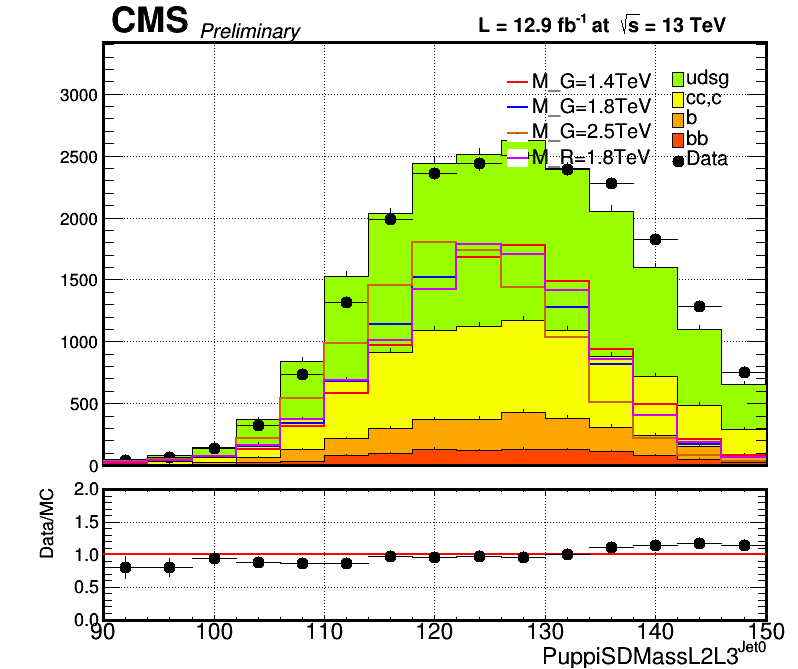 CMS Preliminary L = 12.9 fb⁻¹ at √s = 13 TeV
M_G=1.4TeV
M_G=1.8TeV
M_G=2.5TeV
M_R=1.8TeV
udsg
cc,c
b
bb
Data
3000
2500
2000
1500
1000
500
0
Data/MC
2.0
1.5
1.0
0.5
0.0
90 100 110 120 130 140 150
PuppiSDMassL2L3^Jet0